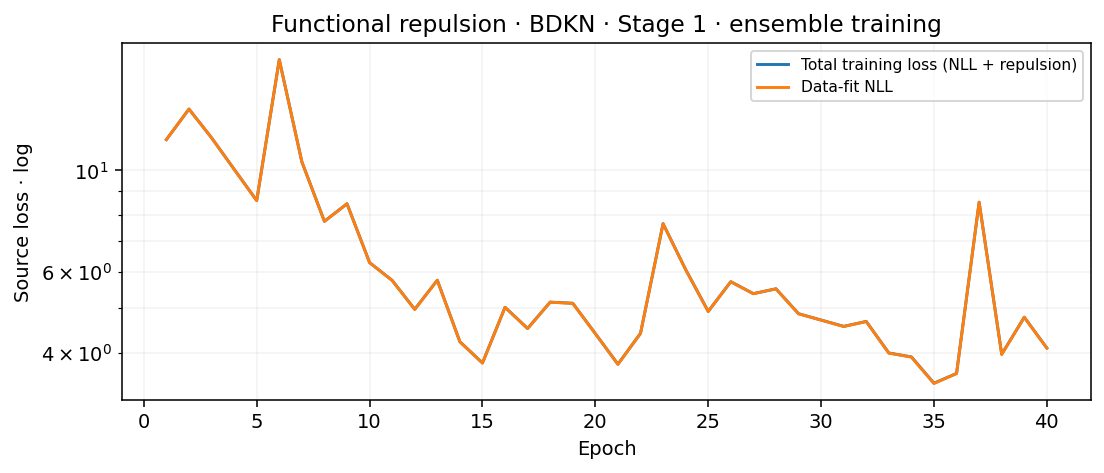 Functional repulsion · BDKN · Stage 1 · ensemble training
Total training loss (NLL + repulsion)
Data-fit NLL
Source loss · log
10¹
6 × 10⁰
4 × 10⁰
0 5 10 15 20 25 30 35 40
Epoch